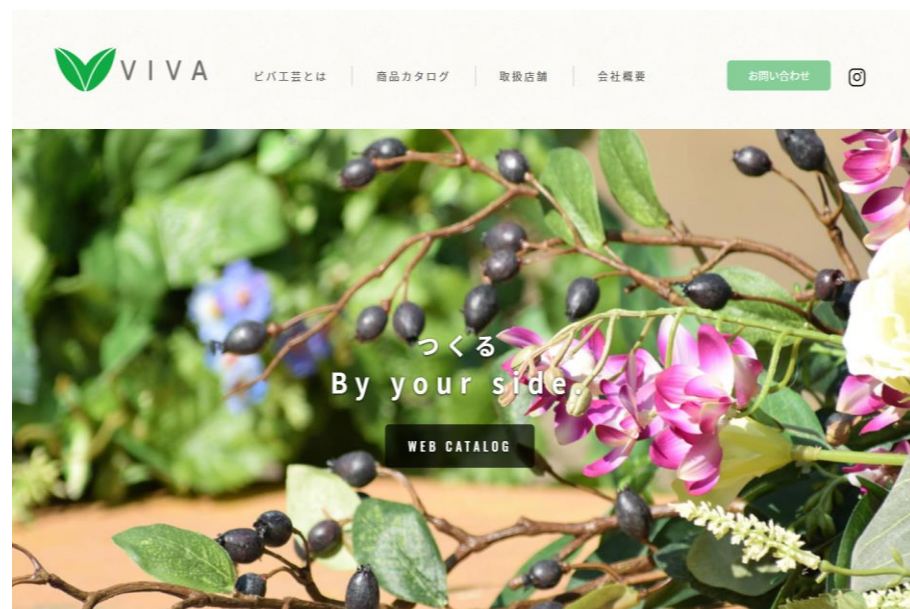 VIVA
ビバ工芸とは
商品カタログ
取扱店舗
会社概要
お問い合わせ
つくる
By your side.
WEB CATALOG